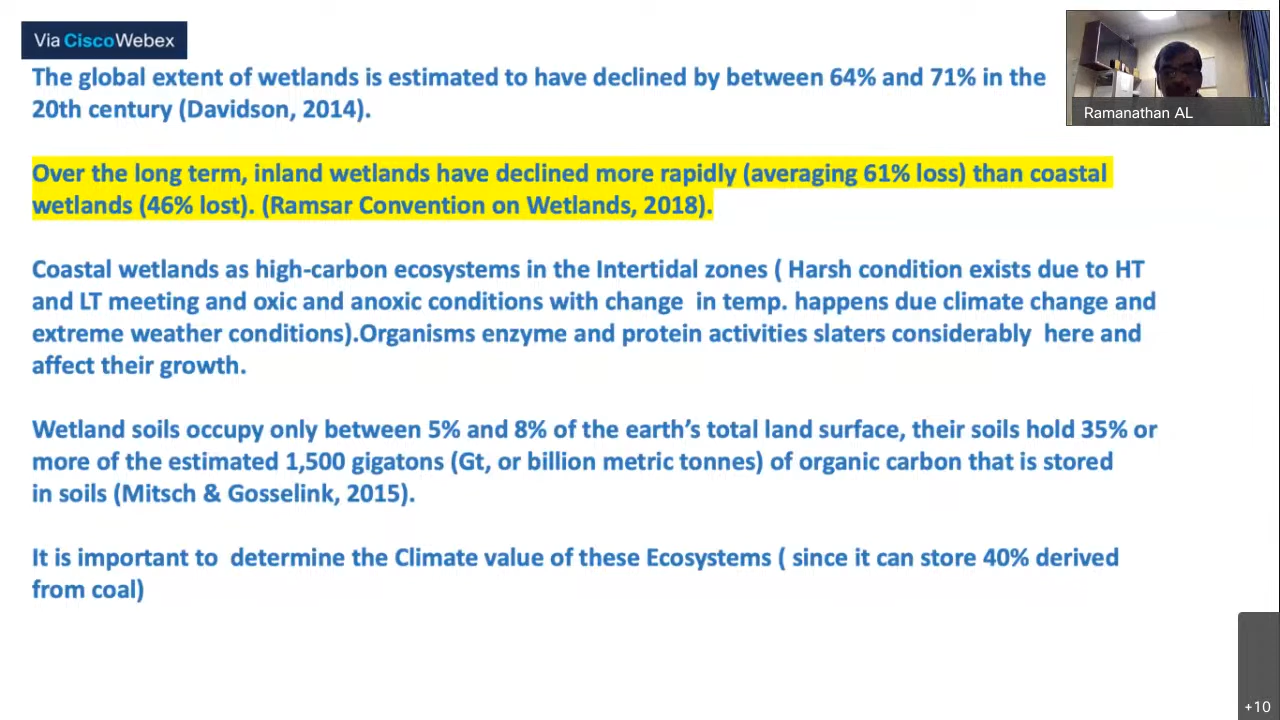 Via CiscoWebex
The global extent of wetlands is estimated to have declined by between 64% and 71% in the
20th century (Davidson, 2014).
Ramanathan AL
Over the long term, inland wetlands have declined more rapidly (averaging 61% loss) than coastal
wetlands (46% lost). (Ramsar Convention on Wetlands, 2018).
Coastal wetlands as high-carbon ecosystems in the Intertidal zones ( Harsh condition exists due to HT
and LT meeting and oxic and anoxic conditions with change  in temp. happens due climate change and
extreme weather conditions).Organisms enzyme and protein activities slaters considerably  here and
affect their growth.
Wetland soils occupy only between 5% and 8% of the earth’s total land surface, their soils hold 35% or
more of the estimated 1,500 gigatons (Gt, or billion metric tonnes) of organic carbon that is stored
in soils (Mitsch & Gosselink, 2015).
It is important to  determine the Climate value of these Ecosystems ( since it can store 40% derived
from coal)
+10